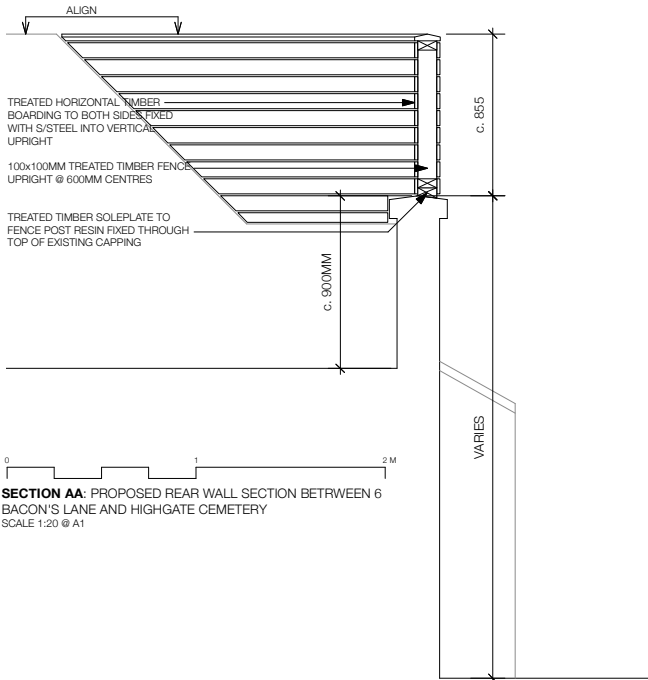 ALIGN
TREATED HORIZONTAL TIMBER
BOARDING TO BOTH SIDES FIXED
WITH S/STEEL INTO VERTICAL
UPRIGHT
100x100MM TREATED TIMBER FENCE
UPRIGHT @ 600MM CENTRES
TREATED TIMBER SOLEPLATE TO
FENCE POST RESIN FIXED THROUGH
TOP OF EXISTING CAPPING
c. 855
c. 900MM
VARIES
0 1 2 M
SECTION AA: PROPOSED REAR WALL SECTION BETRWEEN 6
BACON'S LANE AND HIGHGATE CEMETERY
SCALE 1:20 @ A1